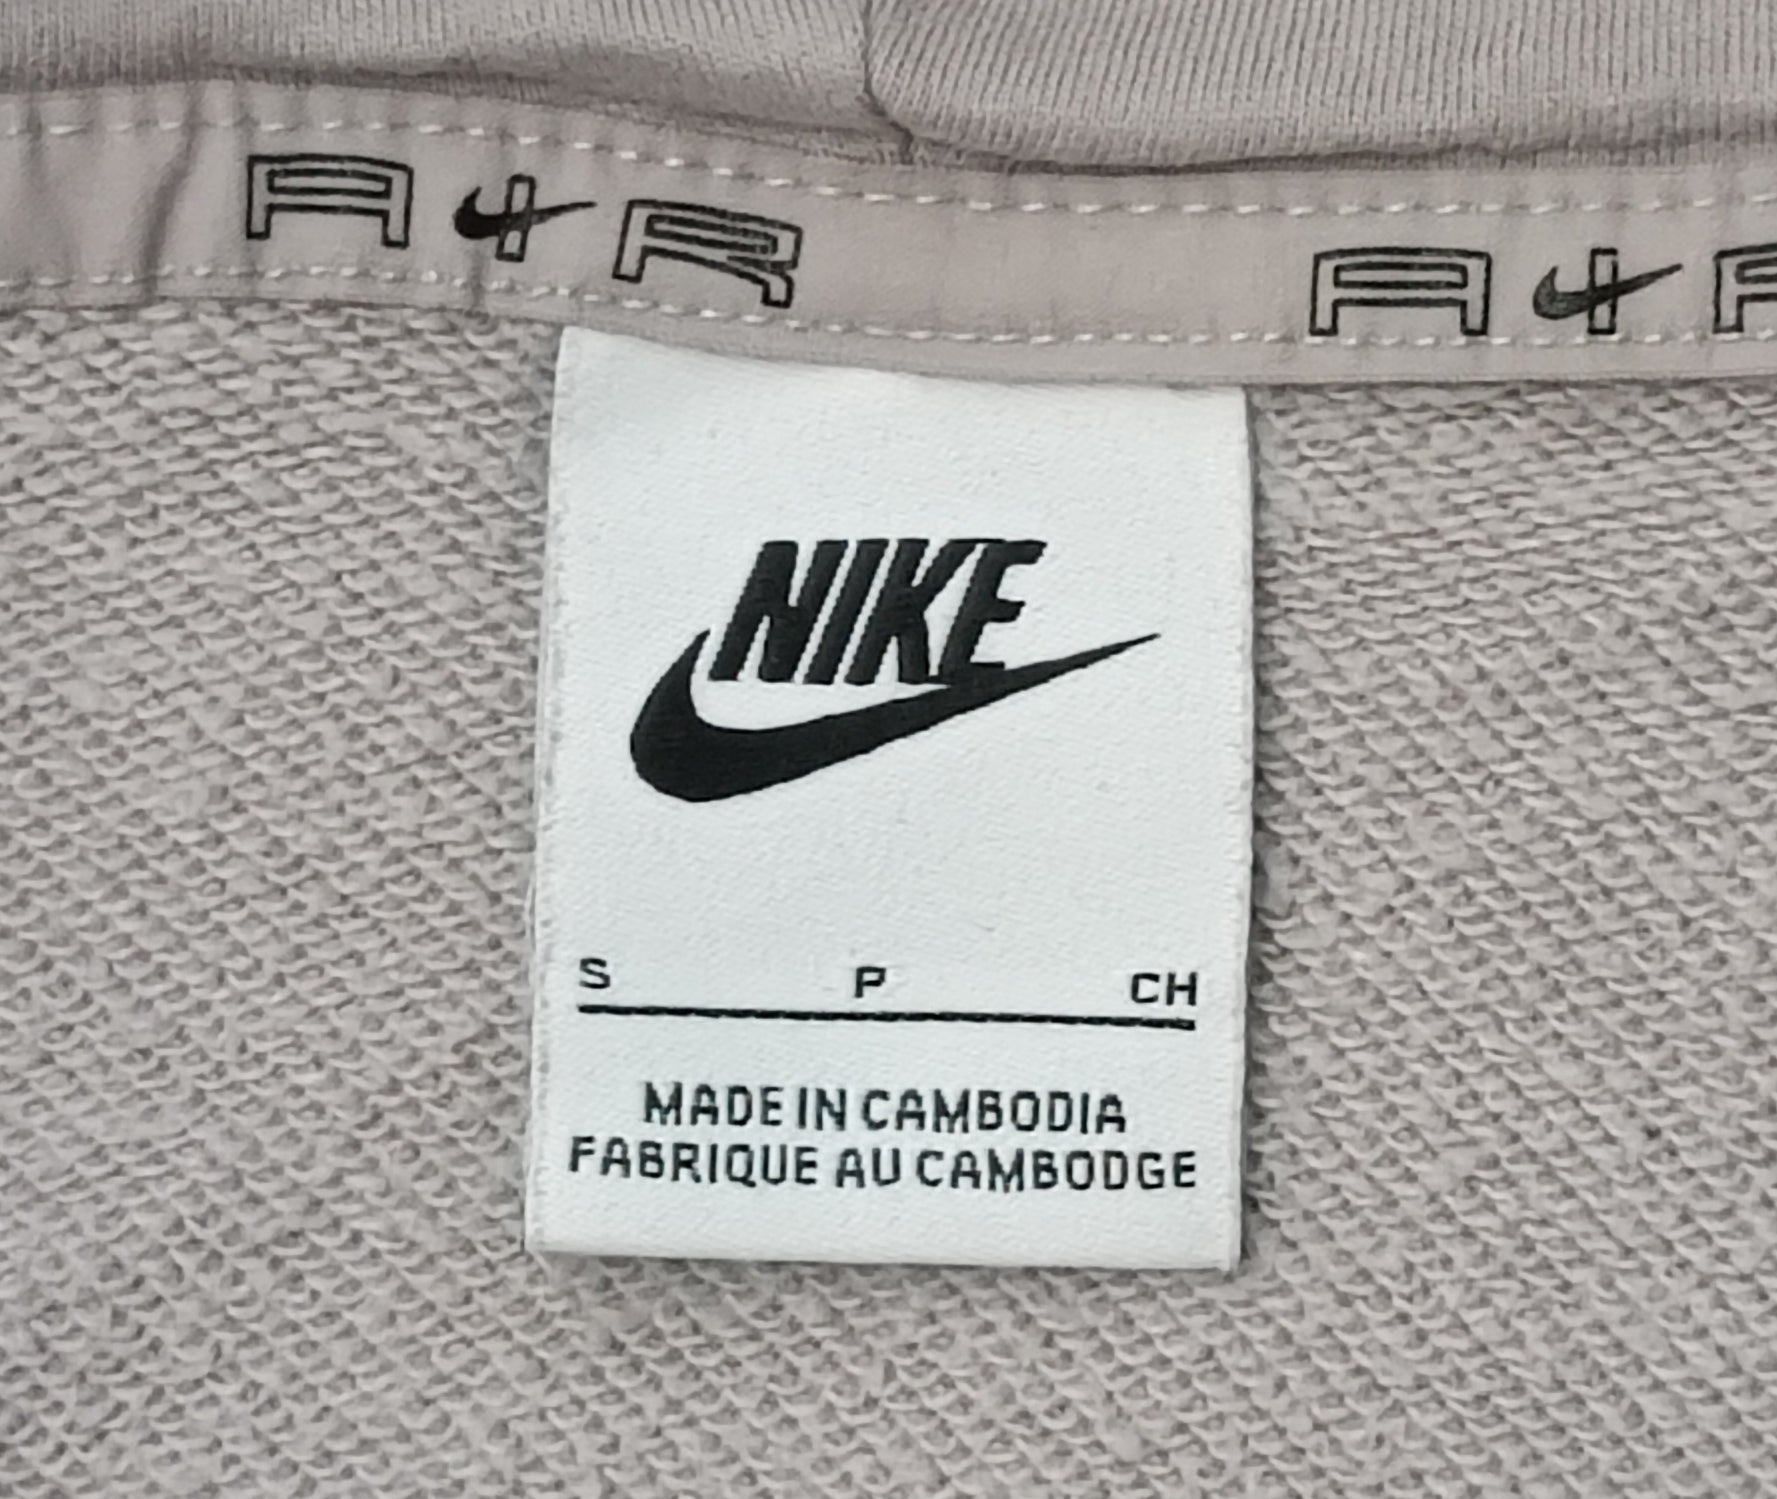 AIR AIR
NIKE
S P CH
MADE IN CAMBODIA
FABRIQUE AU CAMBODGE